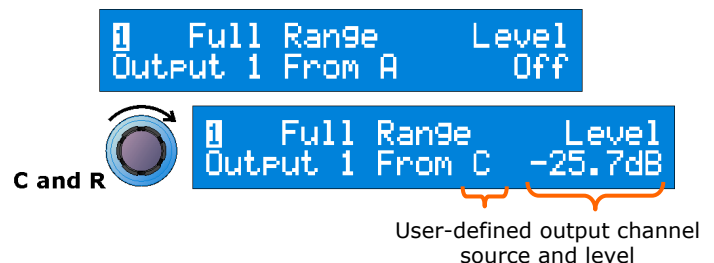 1 Full Range Level
Output 1 From A Off
1 Full Range Level
Output 1 From C -25.7dB
C and R
User-defined output channel
source and level